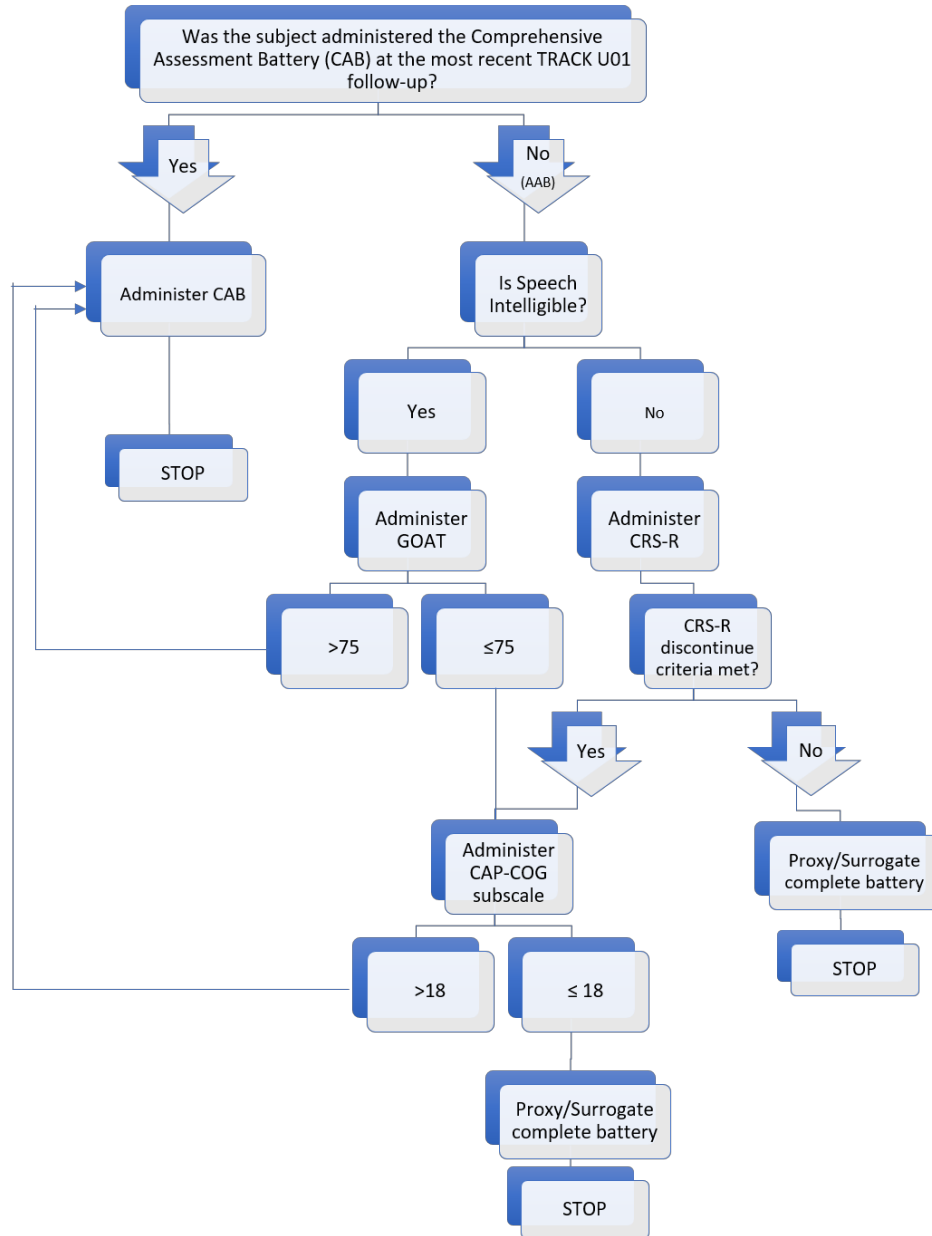 Was the subject administered the Comprehensive
Assessment Battery (CAB) at the most recent TRACK U01
follow-up?
Yes
No
(AAB)
Administer CAB
Is Speech
Intelligible?
Yes
No
STOP
Administer
GOAT
Administer
CRS-R
>75
≤75
CRS-R
discontinue
criteria met?
Yes
No
Administer
CAP-COG
subscale
Proxy/Surrogate
complete battery
STOP
>18
≤ 18
Proxy/Surrogate
complete battery
STOP